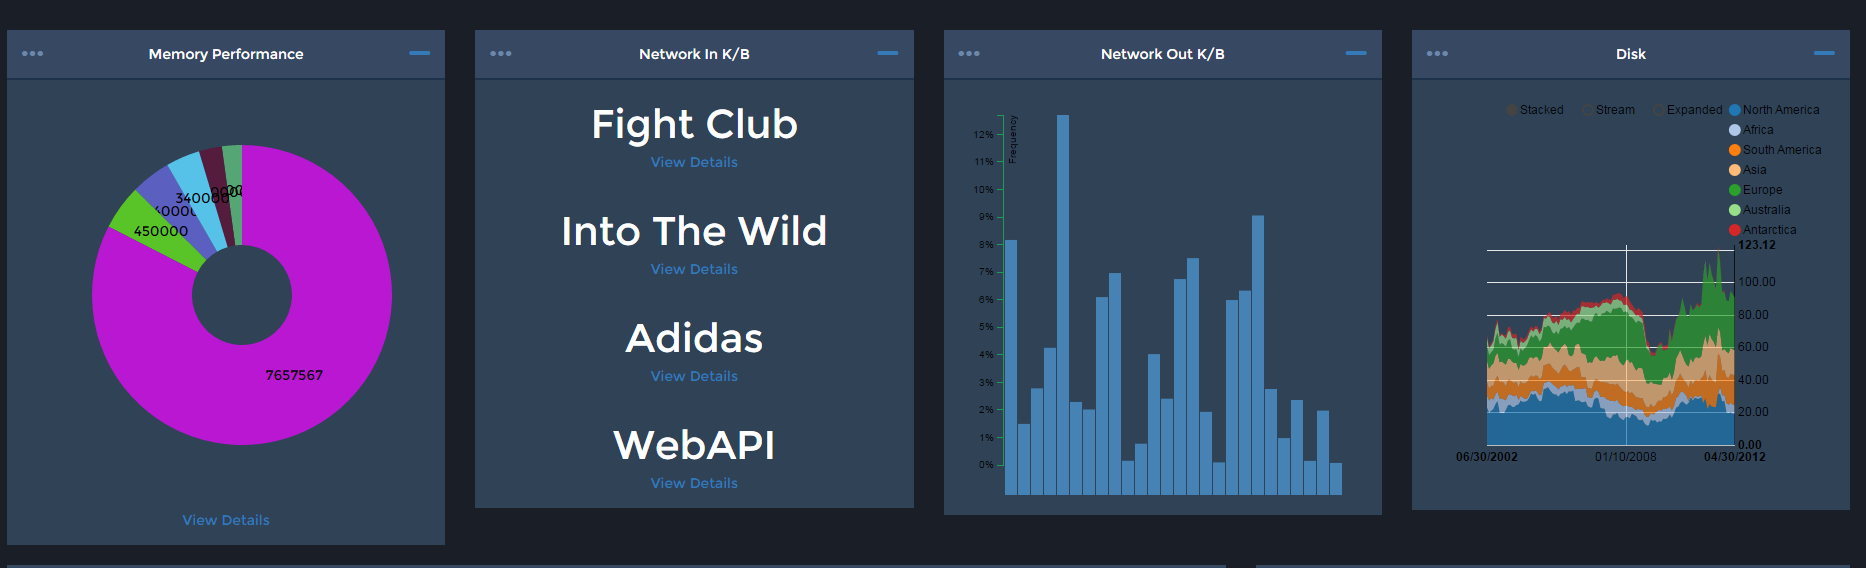 Memory Performance
7657567
450000
340000
View Details
Network In K/B
Fight Club
View Details
Into The Wild
View Details
Adidas
View Details
WebAPI
View Details
Network Out K/B
Frequency
12%
11%
10%
9%
8%
7%
6%
5%
4%
3%
2%
1%
0%
Disk
Stacked Stream Expanded North America
Africa
South America
Asia
Europe
Australia
Antarctica
123.12
100.00
80.00
60.00
40.00
20.00
0.00
06/30/2002 01/10/2008 04/30/2012